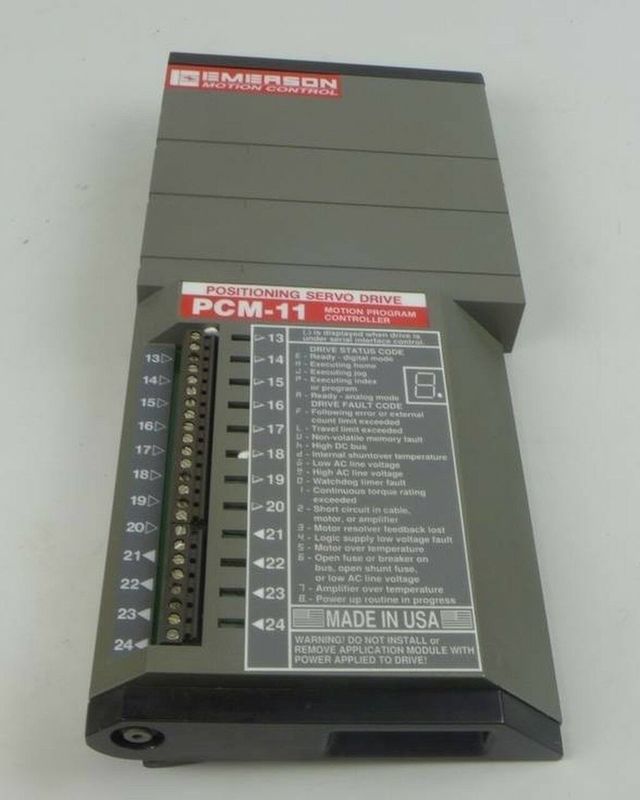 EMERSON
MOTION CONTROL
POSITIONING SERVO DRIVE
PCM-11 MOTION PROGRAM
CONTROLLER
13
14
15
16
17
18
19
20
21
22
23
24
13
14
15
16
17
18
19
20
21
22
23
24
(.) is displayed when drive is
under serial interface control.
DRIVE STATUS CODE
- Ready - digital mode
- Executing home
J - Executing jog
P - Executing index
or program
A - Ready - analog mode
DRIVE FAULT CODE
F - Following error or external
count limit exceeded
L - Travel limit exceeded
- Non-volatile memory fault
h - High DC bus
d - Internal shuntover temperature
- Low AC line voltage
- High AC line voltage
0 - Watchdog timer fault
1 - Continuous torque rating
exceeded
2 - Short circuit in cable,
motor, or amplifier
3 - Motor resolver feedback lost
4 - Logic supply low voltage fault
5 - Motor over temperature
6 - Open fuse or breaker on
bus, open shunt fuse,
or low AC line voltage
7 - Amplifier over temperature
8 - Power up routine in progress
8.
MADE IN USA
WARNING! DO NOT INSTALL or
REMOVE APPLICATION MODULE WITH
POWER APPLIED TO DRIVE!